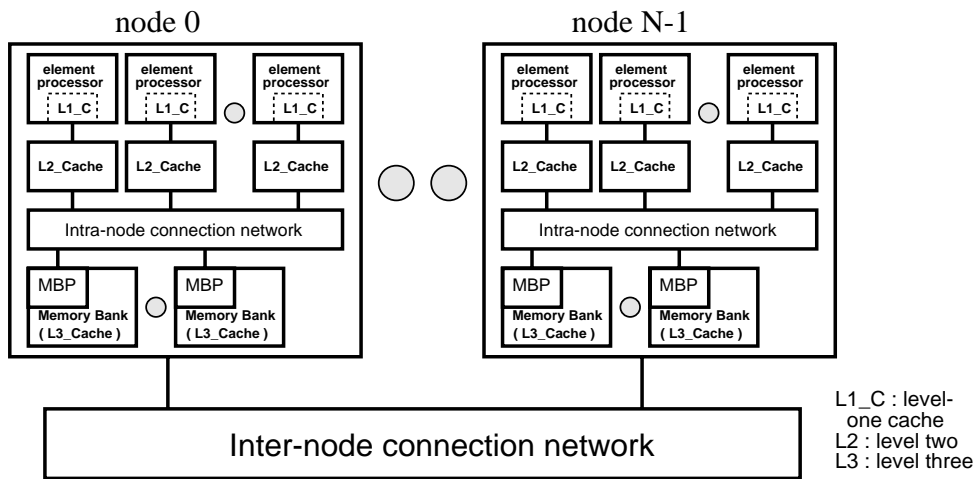 node 0
node N-1
element processor
element processor
element processor
element processor
element processor
element processor
L1_C
L1_C
L1_C
L1_C
L1_C
L1_C
L2_Cache
L2_Cache
L2_Cache
L2_Cache
L2_Cache
L2_Cache
Intra-node connection network
Intra-node connection network
MBP
MBP
MBP
MBP
Memory Bank
Memory Bank
Memory Bank
Memory Bank
( L3_Cache )
( L3_Cache )
( L3_Cache )
( L3_Cache )
Inter-node connection network
L1_C : level-
one cache
L2 : level two
L3 : level three